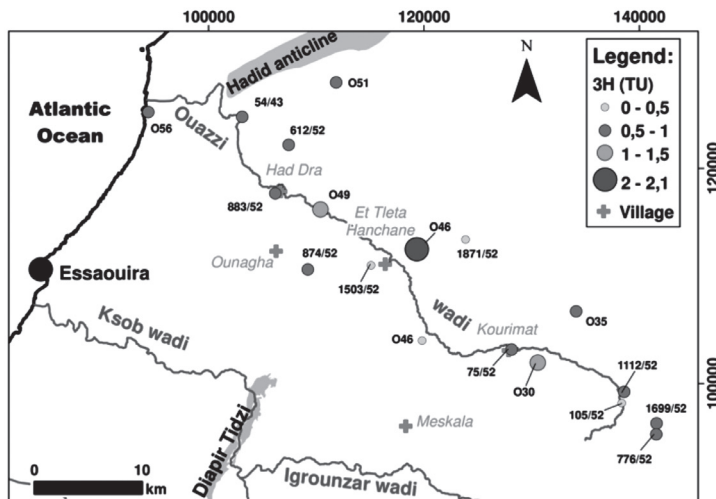 100000
120000
140000
N
Legend:
3H (TU)
0 - 0,5
0,5 - 1
1 - 1,5
2 - 2,1
Village
Hadid anticline
O51
Atlantic
Ocean
54/43
O56
Ouazzi
612/52
120000
Had Dra
883/52
O49
Et Tleta
Hanchane
O46
1871/52
Ounagha
874/52
1503/52
Essaouira
wadi
O35
Ksob wadi
Kourimat
O46
75/52
O30
1112/52
105/52
100000
1699/52
776/52
Meskala
Diapir Tidzi
Igrounzar wadi
0
10
km